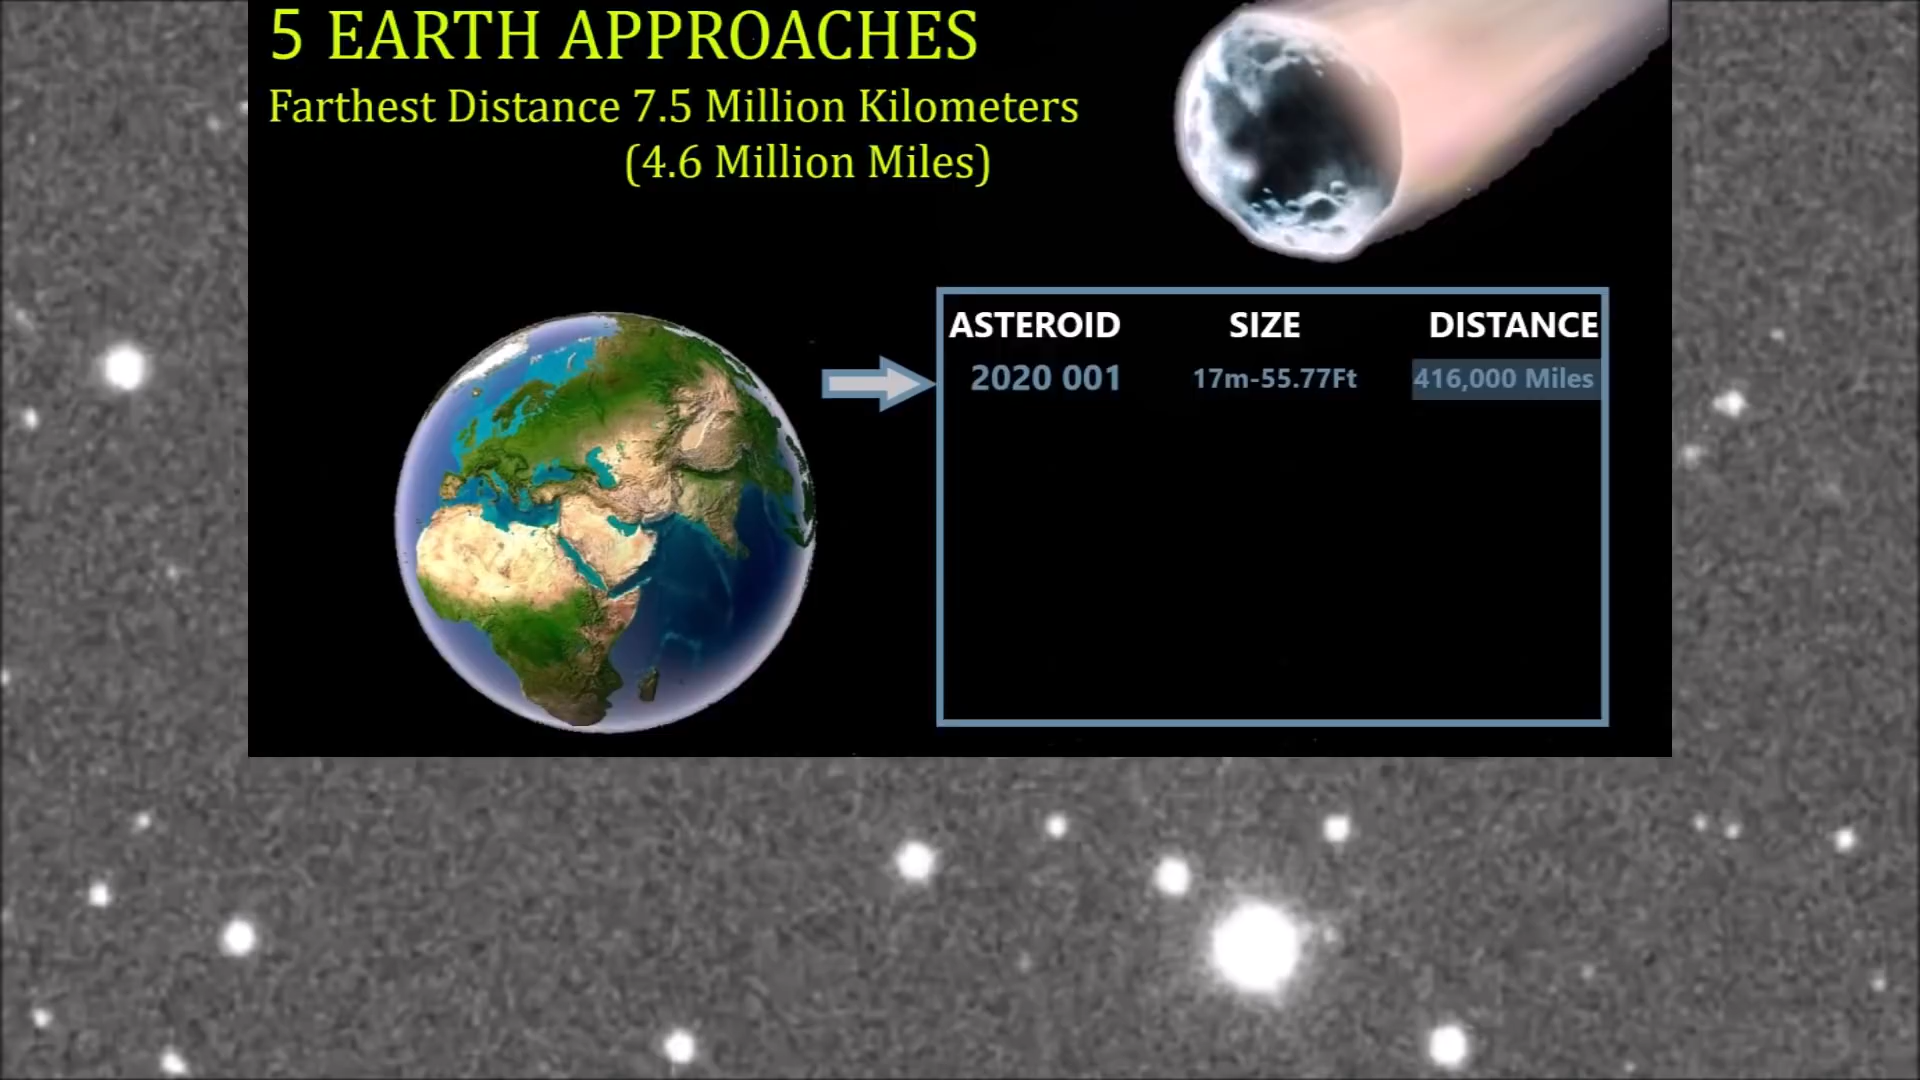 5 EARTH APPROACHES
Farthest Distance 7.5 Million Kilometers
(4.6 Million Miles)
ASTEROID SIZE DISTANCE
2020 001 17m-55.77Ft 416,000 Miles